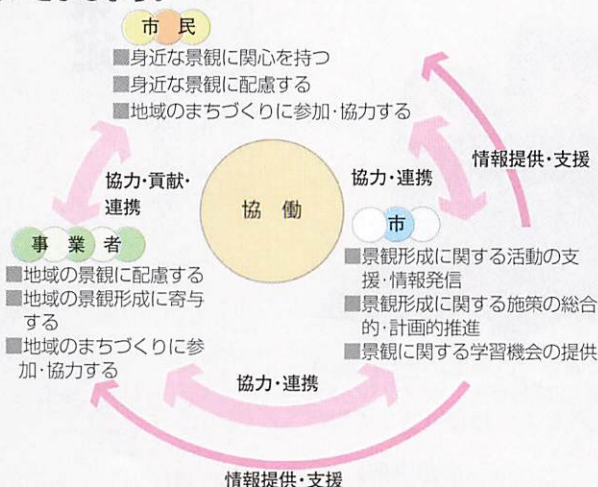 市民
■身近な景観に関心を持つ
■身近な景観に配慮する
■地域のまちづくりに参加・協力する
情報提供・支援
協力・貢献・
連携
協働
協力・連携
市
■景観形成に関する活動の支
援・情報発信
■景観形成に関する施策の総合
的・計画的推進
■景観に関する学習機会の提供
事業者
■地域の景観に配慮する
■地域の景観形成に寄与
する
■地域のまちづくりに参
加・協力する
協力・連携
情報提供・支援